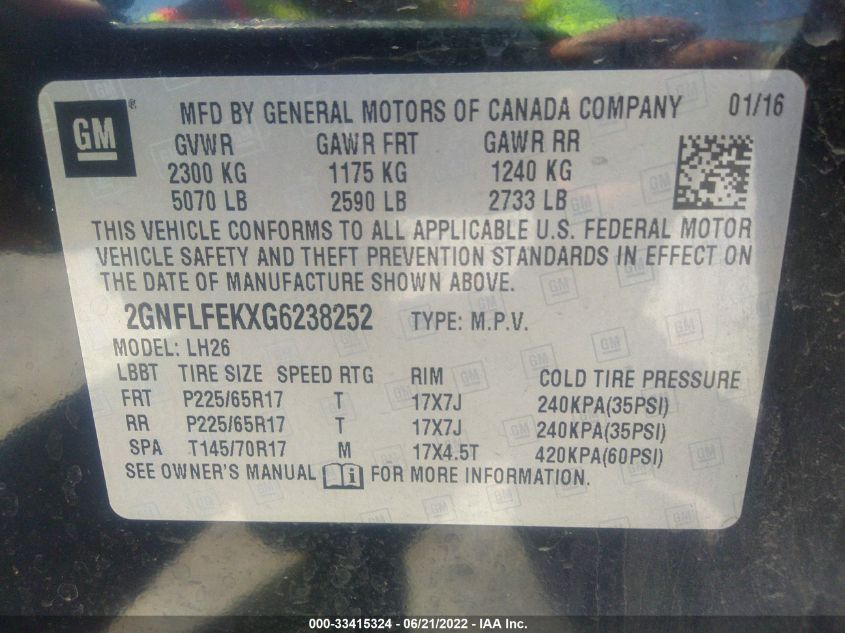 GM ®
MFD BY GENERAL MOTORS OF CANADA COMPANY 01/16
GVWR GAWR FRT GAWR RR
2300 KG 1175 KG 1240 KG
5070 LB 2590 LB 2733 LB
THIS VEHICLE CONFORMS TO ALL APPLICABLE U.S. FEDERAL MOTOR
VEHICLE SAFETY AND THEFT PREVENTION STANDARDS IN EFFECT ON
THE DATE OF MANUFACTURE SHOWN ABOVE.
2GNFLFEKXG6238252 TYPE: M.P.V.
MODEL: LH26
LBBT TIRE SIZE SPEED RTG RIM COLD TIRE PRESSURE
FRT P225/65R17 T 17X7J 240KPA(35PSI)
RR P225/65R17 T 17X7J 240KPA(35PSI)
SPA T145/70R17 M 17X4.5T 420KPA(60PSI)
SEE OWNER'S MANUAL i FOR MORE INFORMATION.
000-33415324 / 06/21/2022 - IAA Inc.